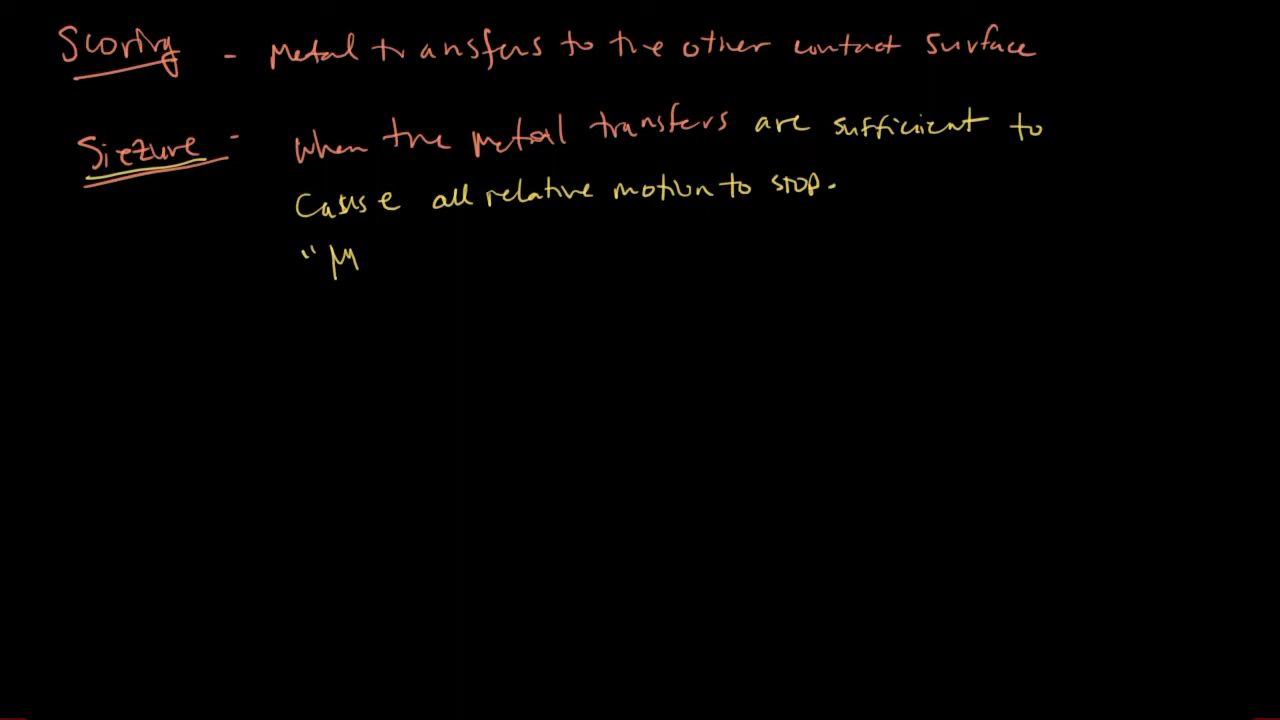 Scoring - Metal transfers to the other contact surface
Siezure - When the Metal transfers are sufficient to
Cause all relative motion to stop.
"M